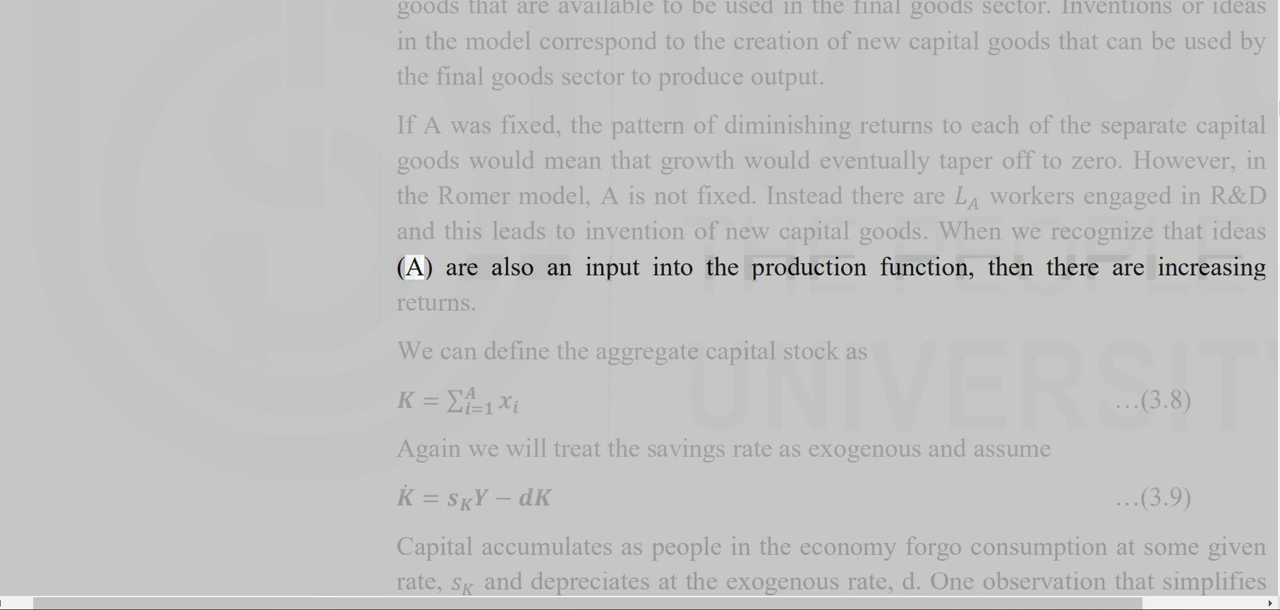 goods that are available to be used in the final goods sector. Inventions or ideas
in the model correspond to the creation of new capital goods that can be used by
the final goods sector to produce output.
If A was fixed, the pattern of diminishing returns to each of the separate capital
goods would mean that growth would eventually taper off to zero. However, in
the Romer model, A is not fixed. Instead there are L_A workers engaged in R&D
and this leads to invention of new capital goods. When we recognize that ideas
(A) are also an input into the production function, then there are increasing
returns.
We can define the aggregate capital stock as
K = ∑_{i=1}^{A} x_i …(3.8)
Again we will treat the savings rate as exogenous and assume
K̇ = s_K Y − dK …(3.9)
Capital accumulates as people in the economy forgo consumption at some given
rate, s_K and depreciates at the exogenous rate, d. One observation that simplifies
THE PEOPLE
UNIVERSITY